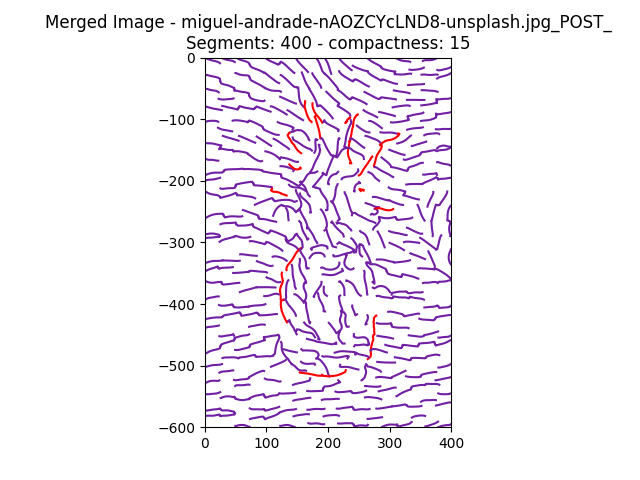 Merged Image - miguel-andrade-nAOZCYcLND8-unsplash.jpg_POST_
Segments: 400 - compactness: 15
0
−100
−200
−300
−400
−500
−600
0 100 200 300 400